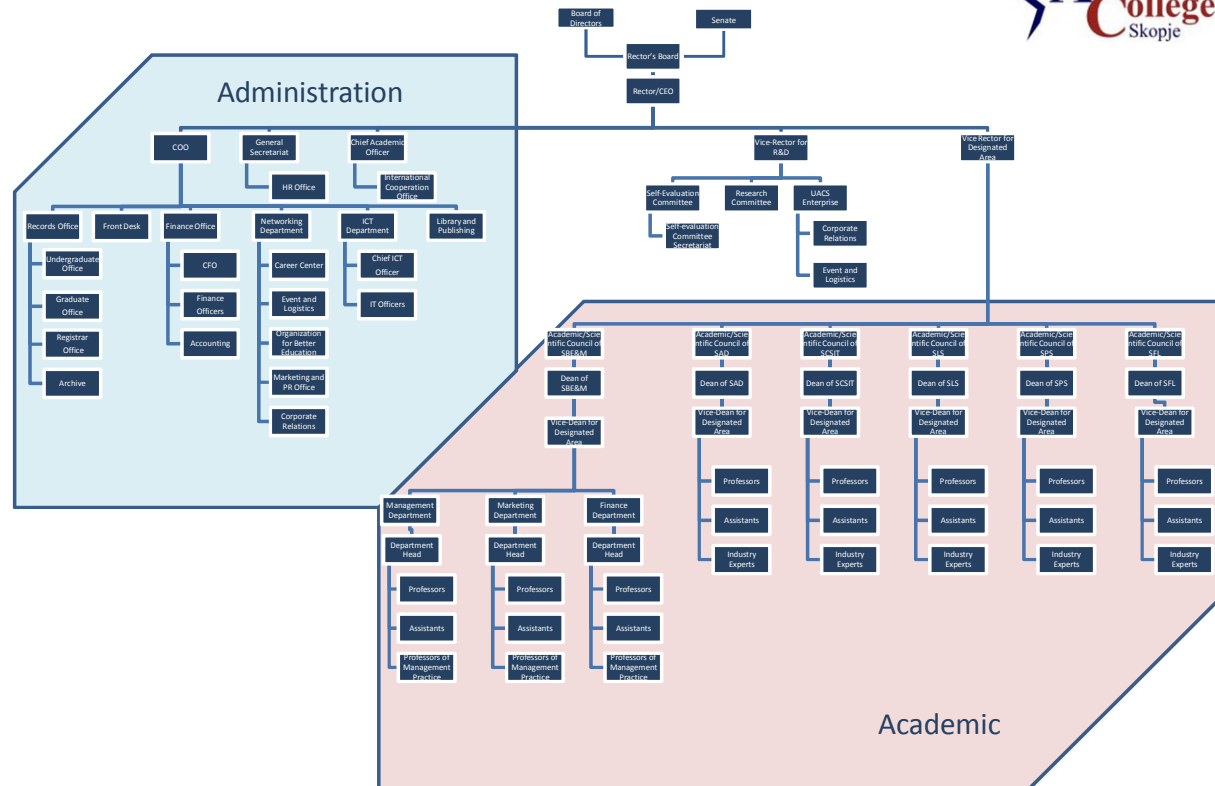 College
Skopje
Board of
Directors
Senate
Rector's Board
Rector/CEO
Administration
COO
General
Secretariat
Chief Academic
Officer
Vice-Rector for
R&D
Vice Rector for
Designated
Area
HR Office
International
Cooperation
Office
Self-Evaluation
Committee
Research
Committee
UACS
Enterprise
Self-evaluation
Committee
Secretariat
Corporate
Relations
Event and
Logistics
Records Office
Front Desk
Finance Office
Networking
Department
ICT
Department
Library and
Publishing
Undergraduate
Office
Graduate
Office
Registrar
Office
Archive
CFO
Finance
Officers
Accounting
Career Center
Event and
Logistics
Organization
for Better
Education
Marketing and
PR Office
Corporate
Relations
Chief ICT
Officer
IT Officers
Academic/Scie
ntific Council of
SBE&M
Academic/Scie
ntific Council of
SAD
Academic/Scie
ntific Council of
SCSIT
Academic/Scie
ntific Council of
SLS
Academic/Scie
ntific Council of
SPS
Academic/Scie
ntific Council of
SFL
Dean of
SBE&M
Dean of SAD
Dean of SCSIT
Dean of SLS
Dean of SPS
Dean of SFL
Vice-Dean for
Designated
Area
Vice-Dean for
Designated
Area
Vice-Dean for
Designated
Area
Vice-Dean for
Designated
Area
Vice-Dean for
Designated
Area
Vice-Dean for
Designated
Area
Management
Department
Marketing
Department
Finance
Department
Department
Head
Department
Head
Department
Head
Professors
Assistants
Professors of
Management
Practice
Professors
Assistants
Professors of
Management
Practice
Professors
Assistants
Professors of
Management
Practice
Professors
Assistants
Industry
Experts
Professors
Assistants
Industry
Experts
Professors
Assistants
Industry
Experts
Professors
Assistants
Industry
Experts
Professors
Assistants
Industry
Experts
Academic